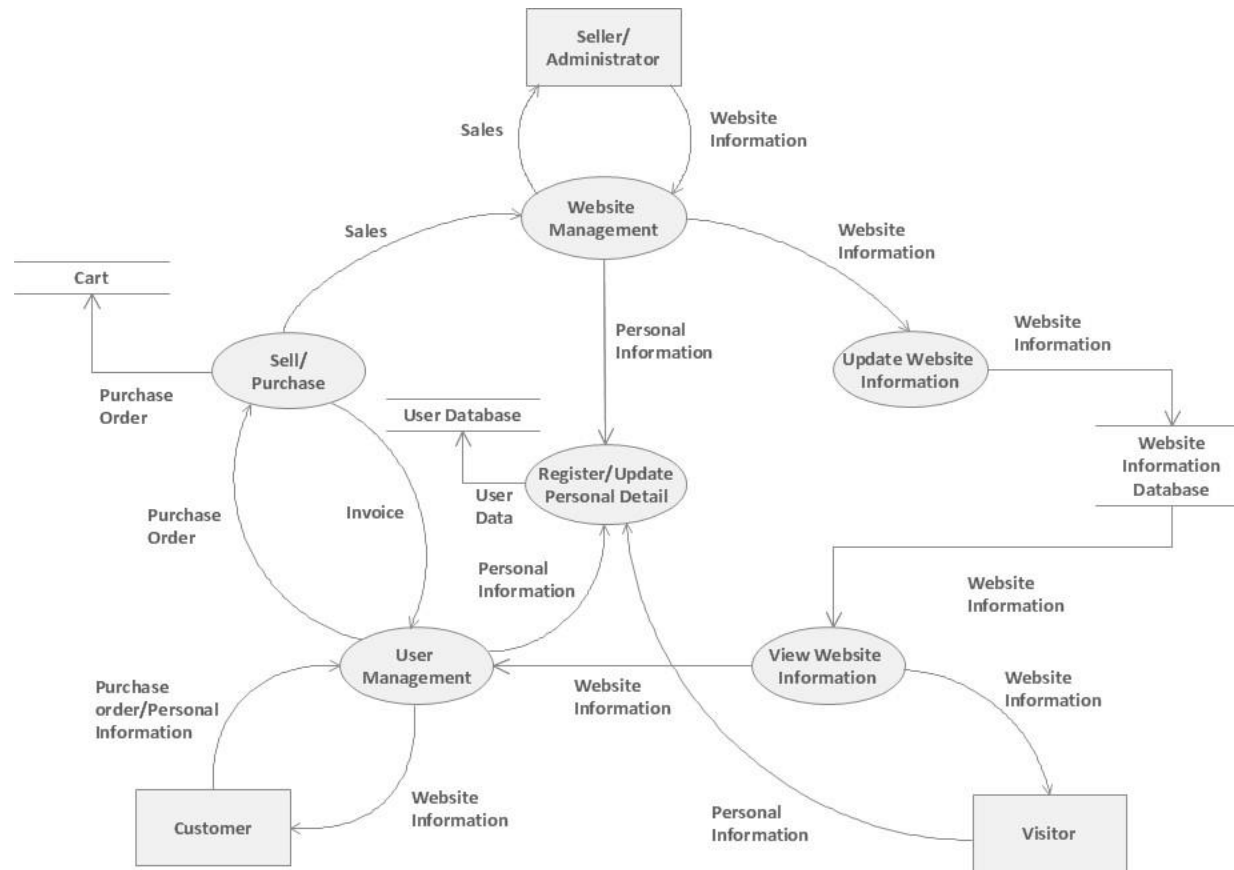 Seller/
Administrator
Sales
Website
Information
Website
Management
Sales
Website
Information
Cart
Personal
Information
Website
Information
Sell/
Purchase
Update Website
Information
Purchase
Order
User Database
Website
Information
Database
Register/Update
Personal Detail
User
Data
Purchase
Order
Invoice
Personal
Information
Website
Information
User
Management
View Website
Information
Website
Information
Website
Information
Purchase
order/Personal
Information
Website
Information
Personal
Information
Customer
Visitor